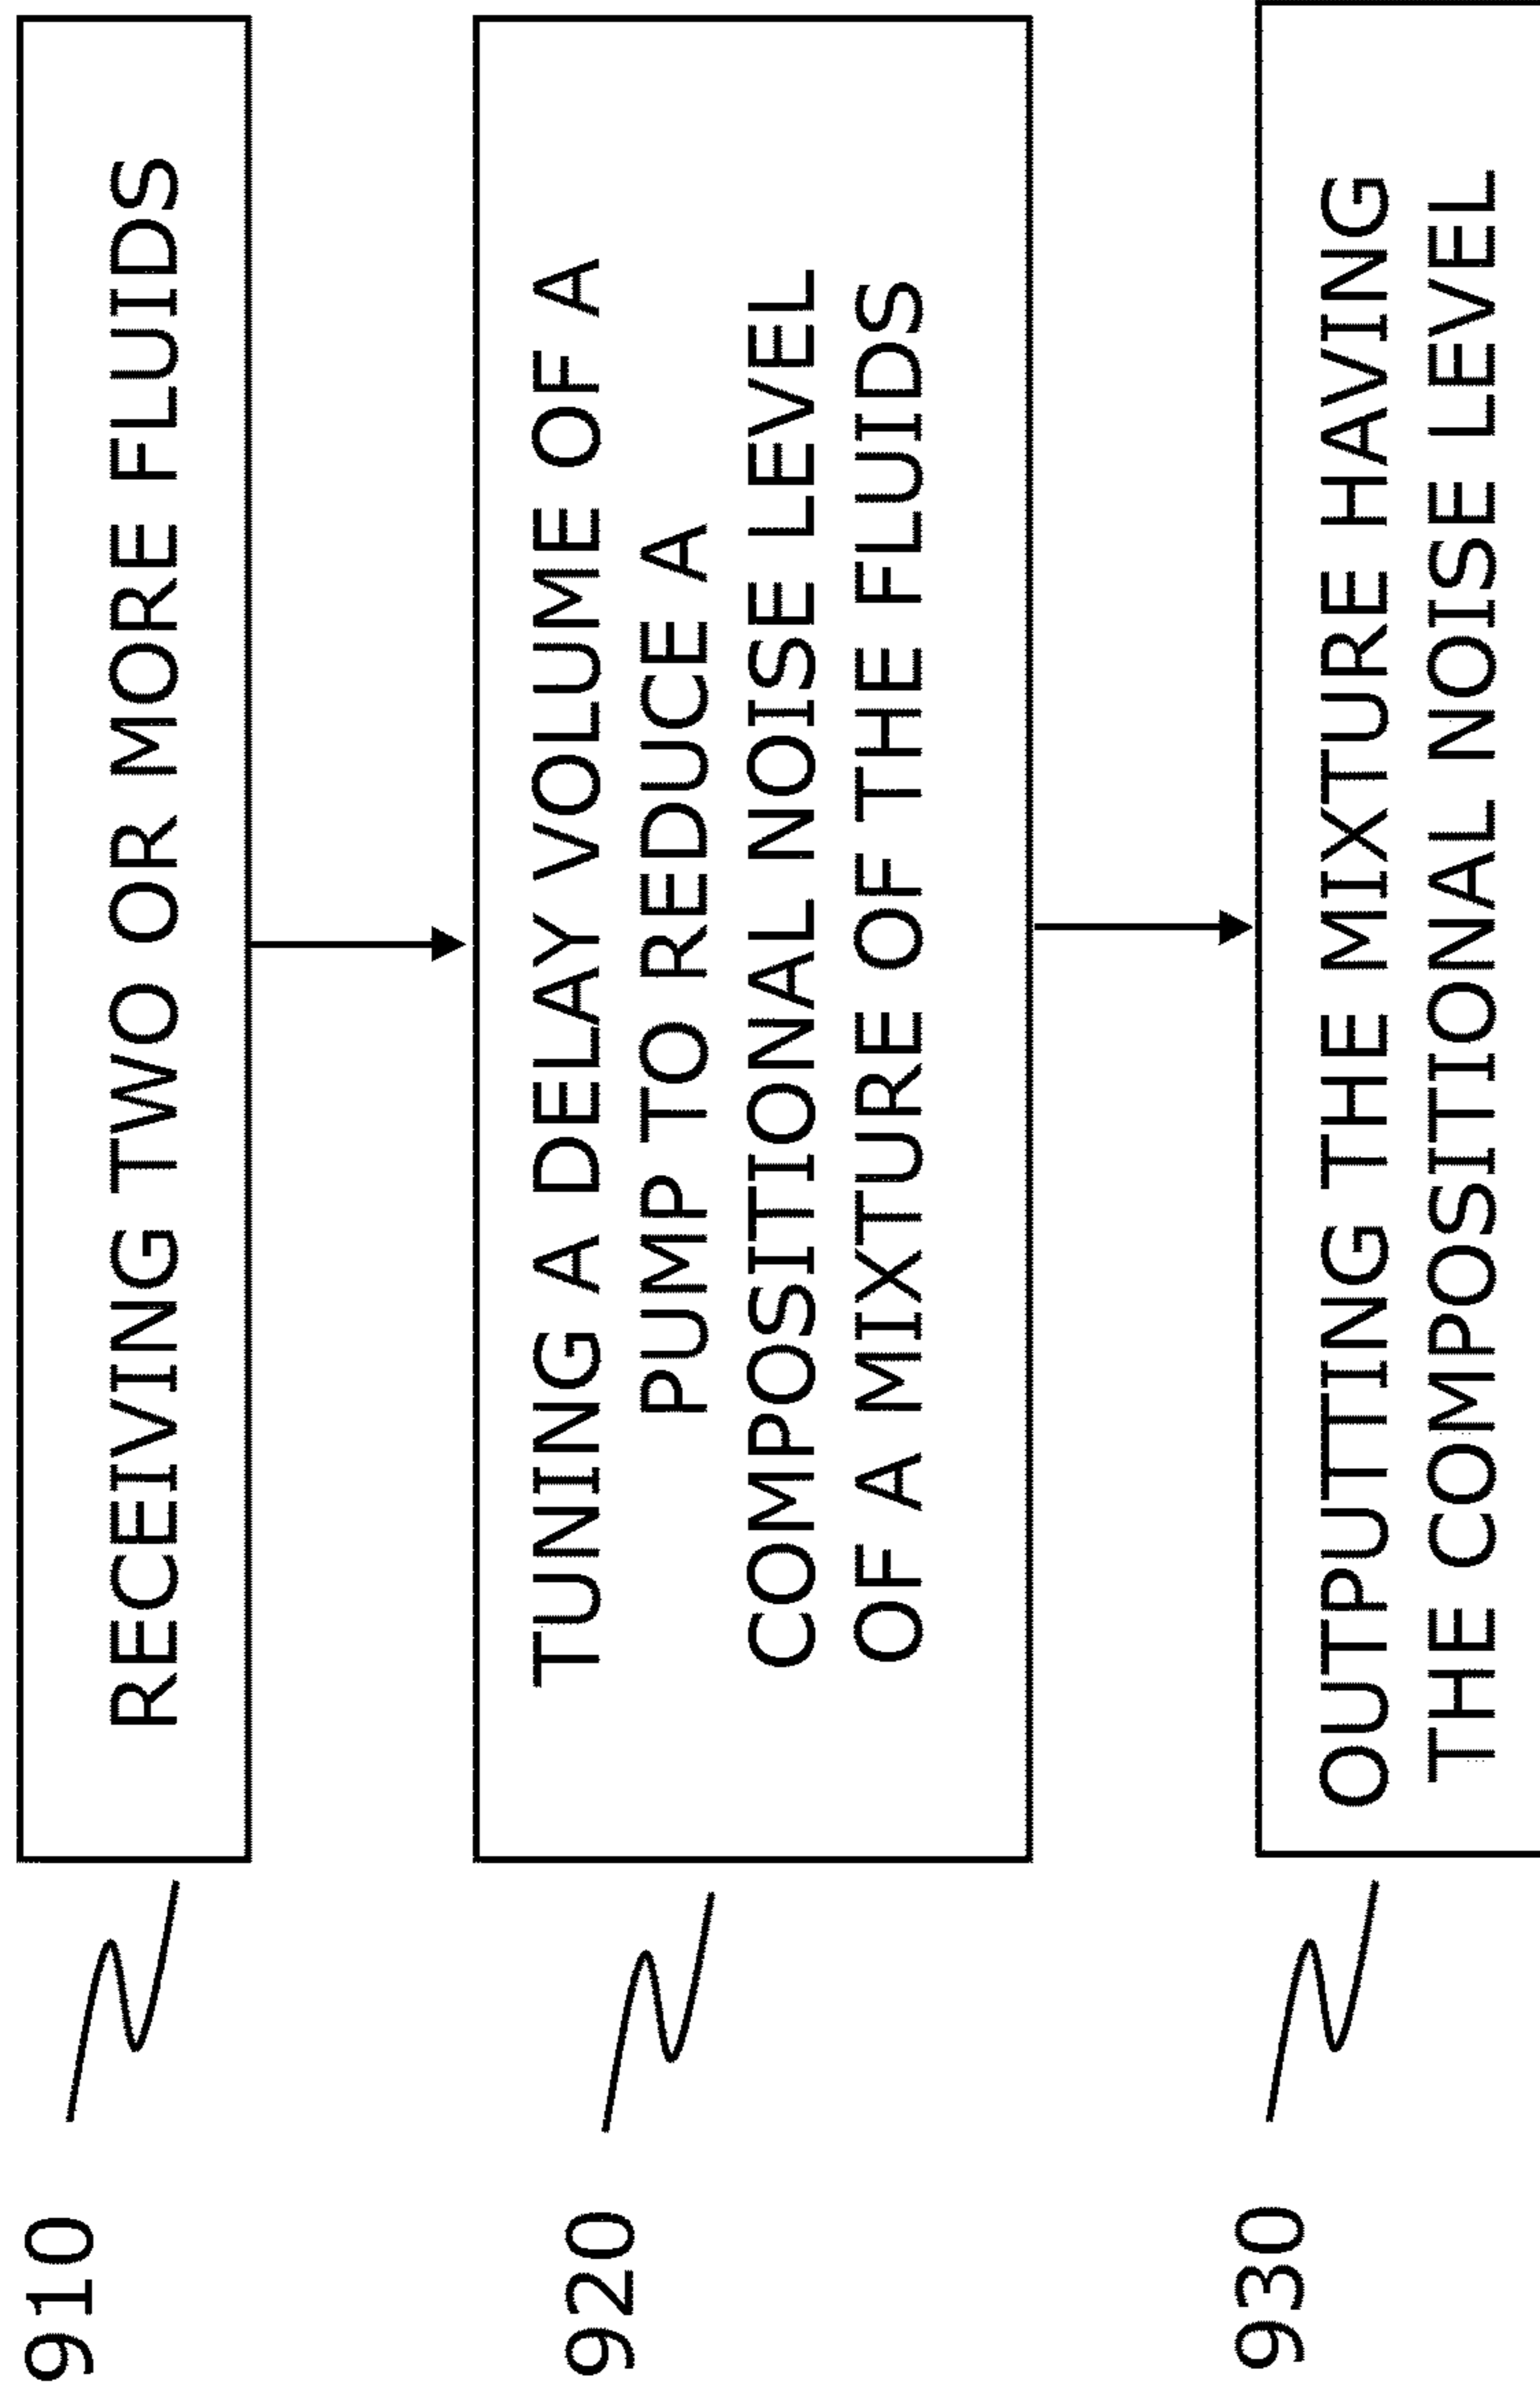 910
RECEIVING TWO OR MORE FLUIDS
920
TUNING A DELAY VOLUME OF A
PUMP TO REDUCE A
COMPOSITIONAL NOISE LEVEL
OF A MIXTURE OF THE FLUIDS
930
OUTPUTTING THE MIXTURE HAVING
THE COMPOSITIONAL NOISE LEVEL